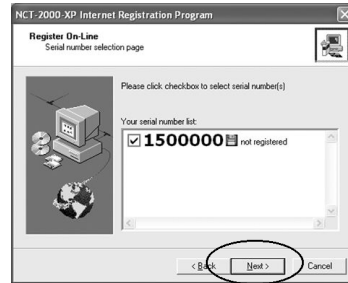 NCT-2000-XP Internet Registration Program
Register On-Line
Serial number selection page
Please click checkbox to select serial number(s)
Your serial number list:
1500000 not registered
< Back Next > Cancel